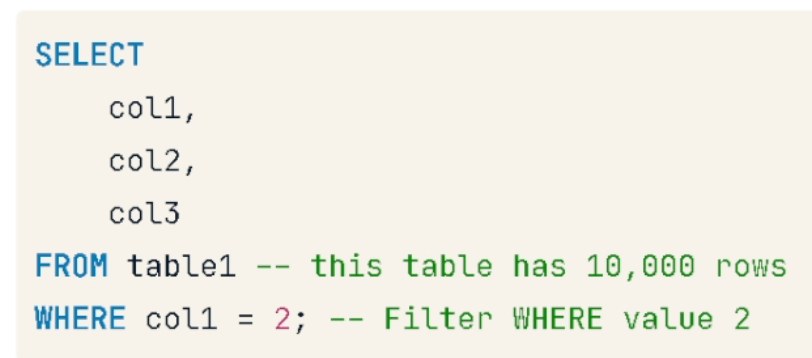 SELECT
col1,
col2,
col3
FROM table1 -- this table has 10,000 rows
WHERE col1 = 2; -- Filter WHERE value 2